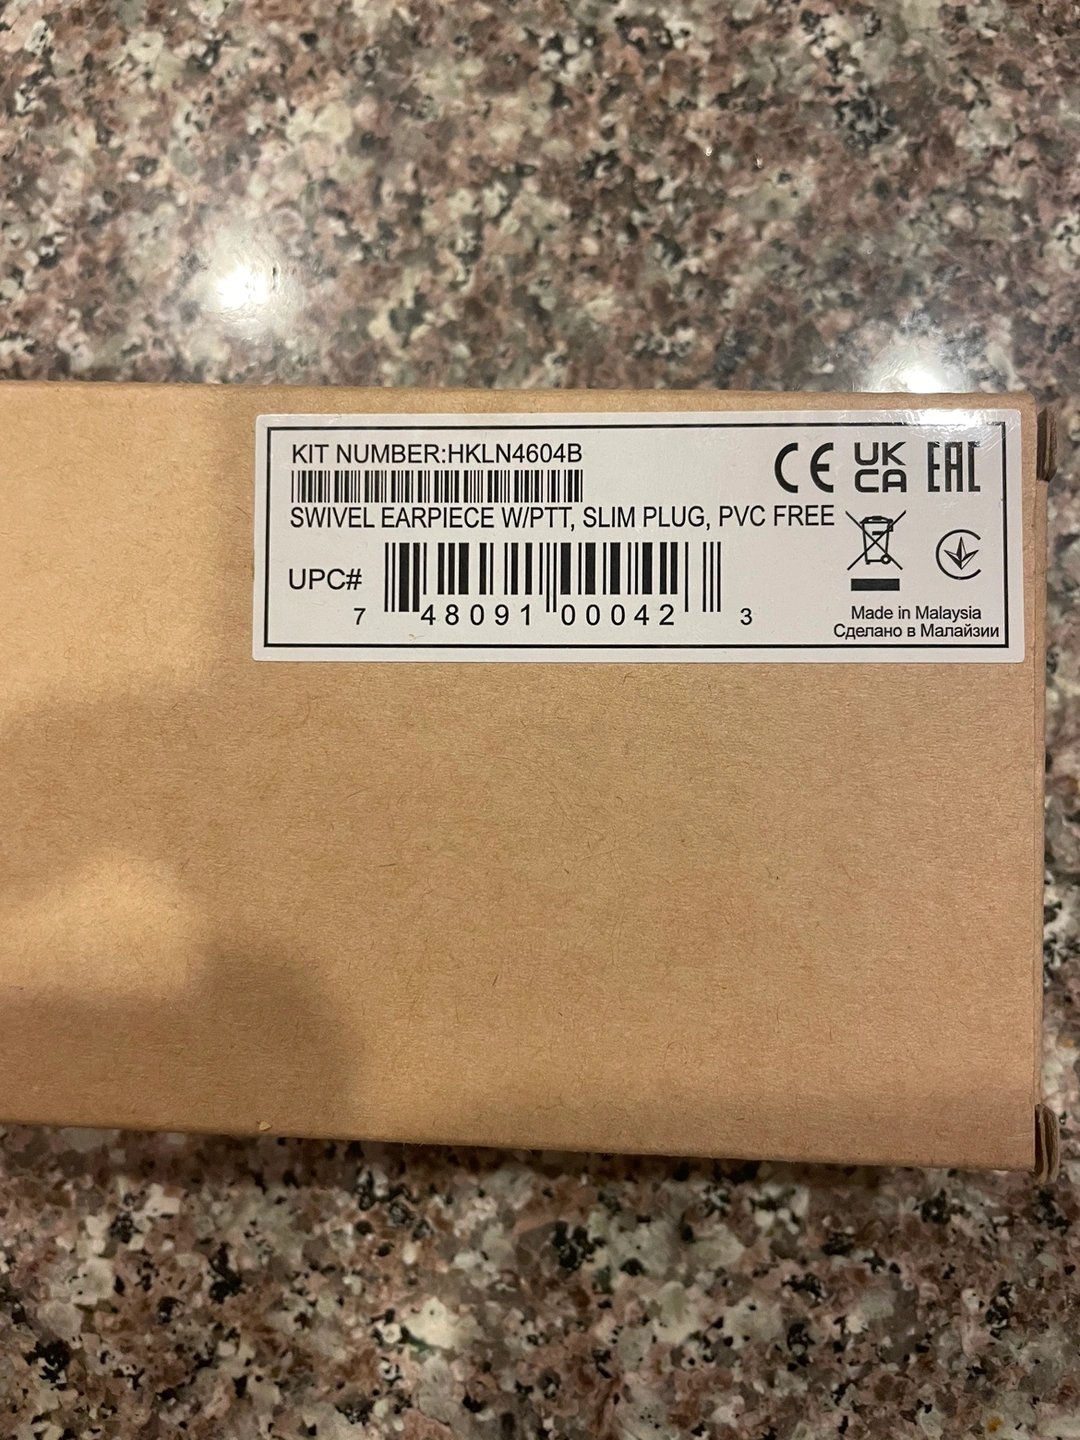 KIT NUMBER:HKLN4604B
CE UK CA EAC
SWIVEL EARPIECE W/PTT, SLIM PLUG, PVC FREE
UPC#
7 48091 00042 3
Made in Malaysia
Сделано в Малайзии